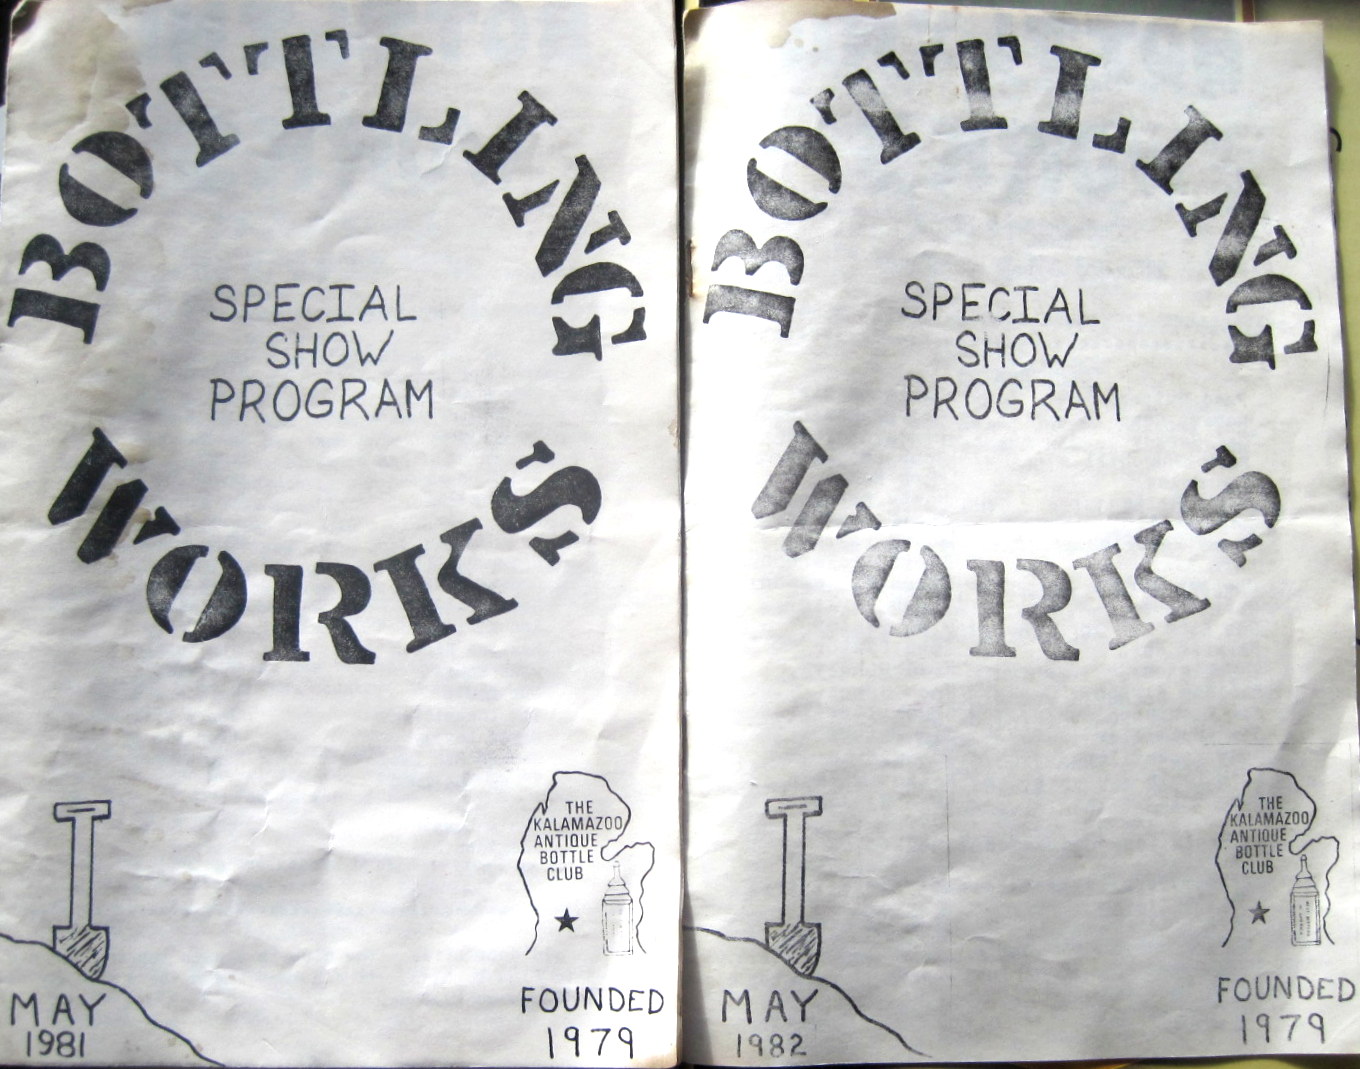 BOTTLING
SPECIAL
SHOW
PROGRAM
WORKS
THE
KALAMAZOO
ANTIQUE
BOTTLE
CLUB
MAY
1981
FOUNDED
1979
BOTTLING
SPECIAL
SHOW
PROGRAM
WORKS
THE
KALAMAZOO
ANTIQUE
BOTTLE
CLUB
MAY
1982
FOUNDED
1979